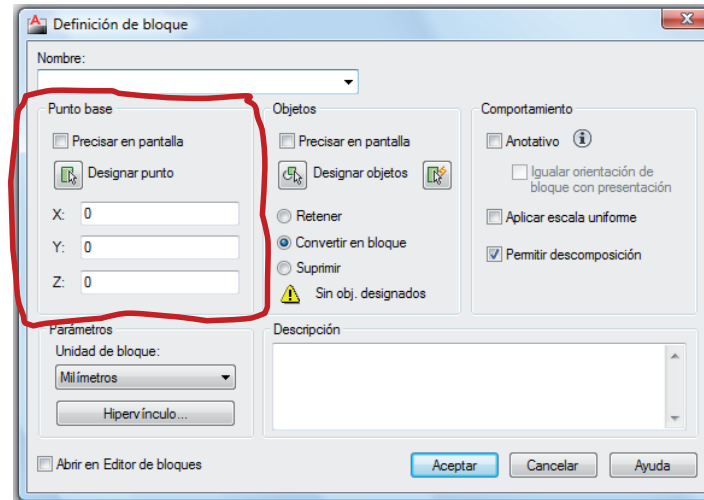 Definición de bloque
Nombre:
Punto base
Precisar en pantalla
Designar punto
X: 0
Y: 0
Z: 0
Objetos
Precisar en pantalla
Designar objetos
Retener
Convertir en bloque
Suprimir
Sin obj. designados
Comportamiento
Anotativo
Igualar orientación de
bloque con presentación
Aplicar escala uniforme
Permitir descomposición
Parámetros
Unidad de bloque:
Milímetros
Hipervínculo...
Descripción
Abrir en Editor de bloques
Aceptar
Cancelar
Ayuda